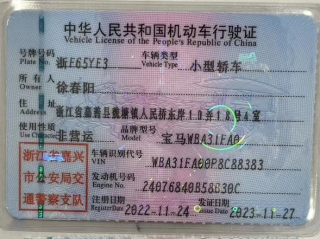 中华人民共和国机动车行驶证
Vehicle License of the People's Republic of China
号牌号码 浙F65YE3 车辆类型 小型轿车
Plate No. Vehicle Type
所有人 徐春阳
Owner
住址 浙江省嘉善县魏塘镇人民桥东岸10弄1号4室
Address
使用性质 非营运 品牌型号 宝马WBA31FA0
Use Character Model
浙江省嘉兴 车辆识别代号 WBA31FA00P8C88383
VIN
市公安局交 发动机号码 24076840B58B30C
Engine No.
通警察支队 注册日期 2022-11-24 发证日期 2023-11-27
Register Date Issue Date